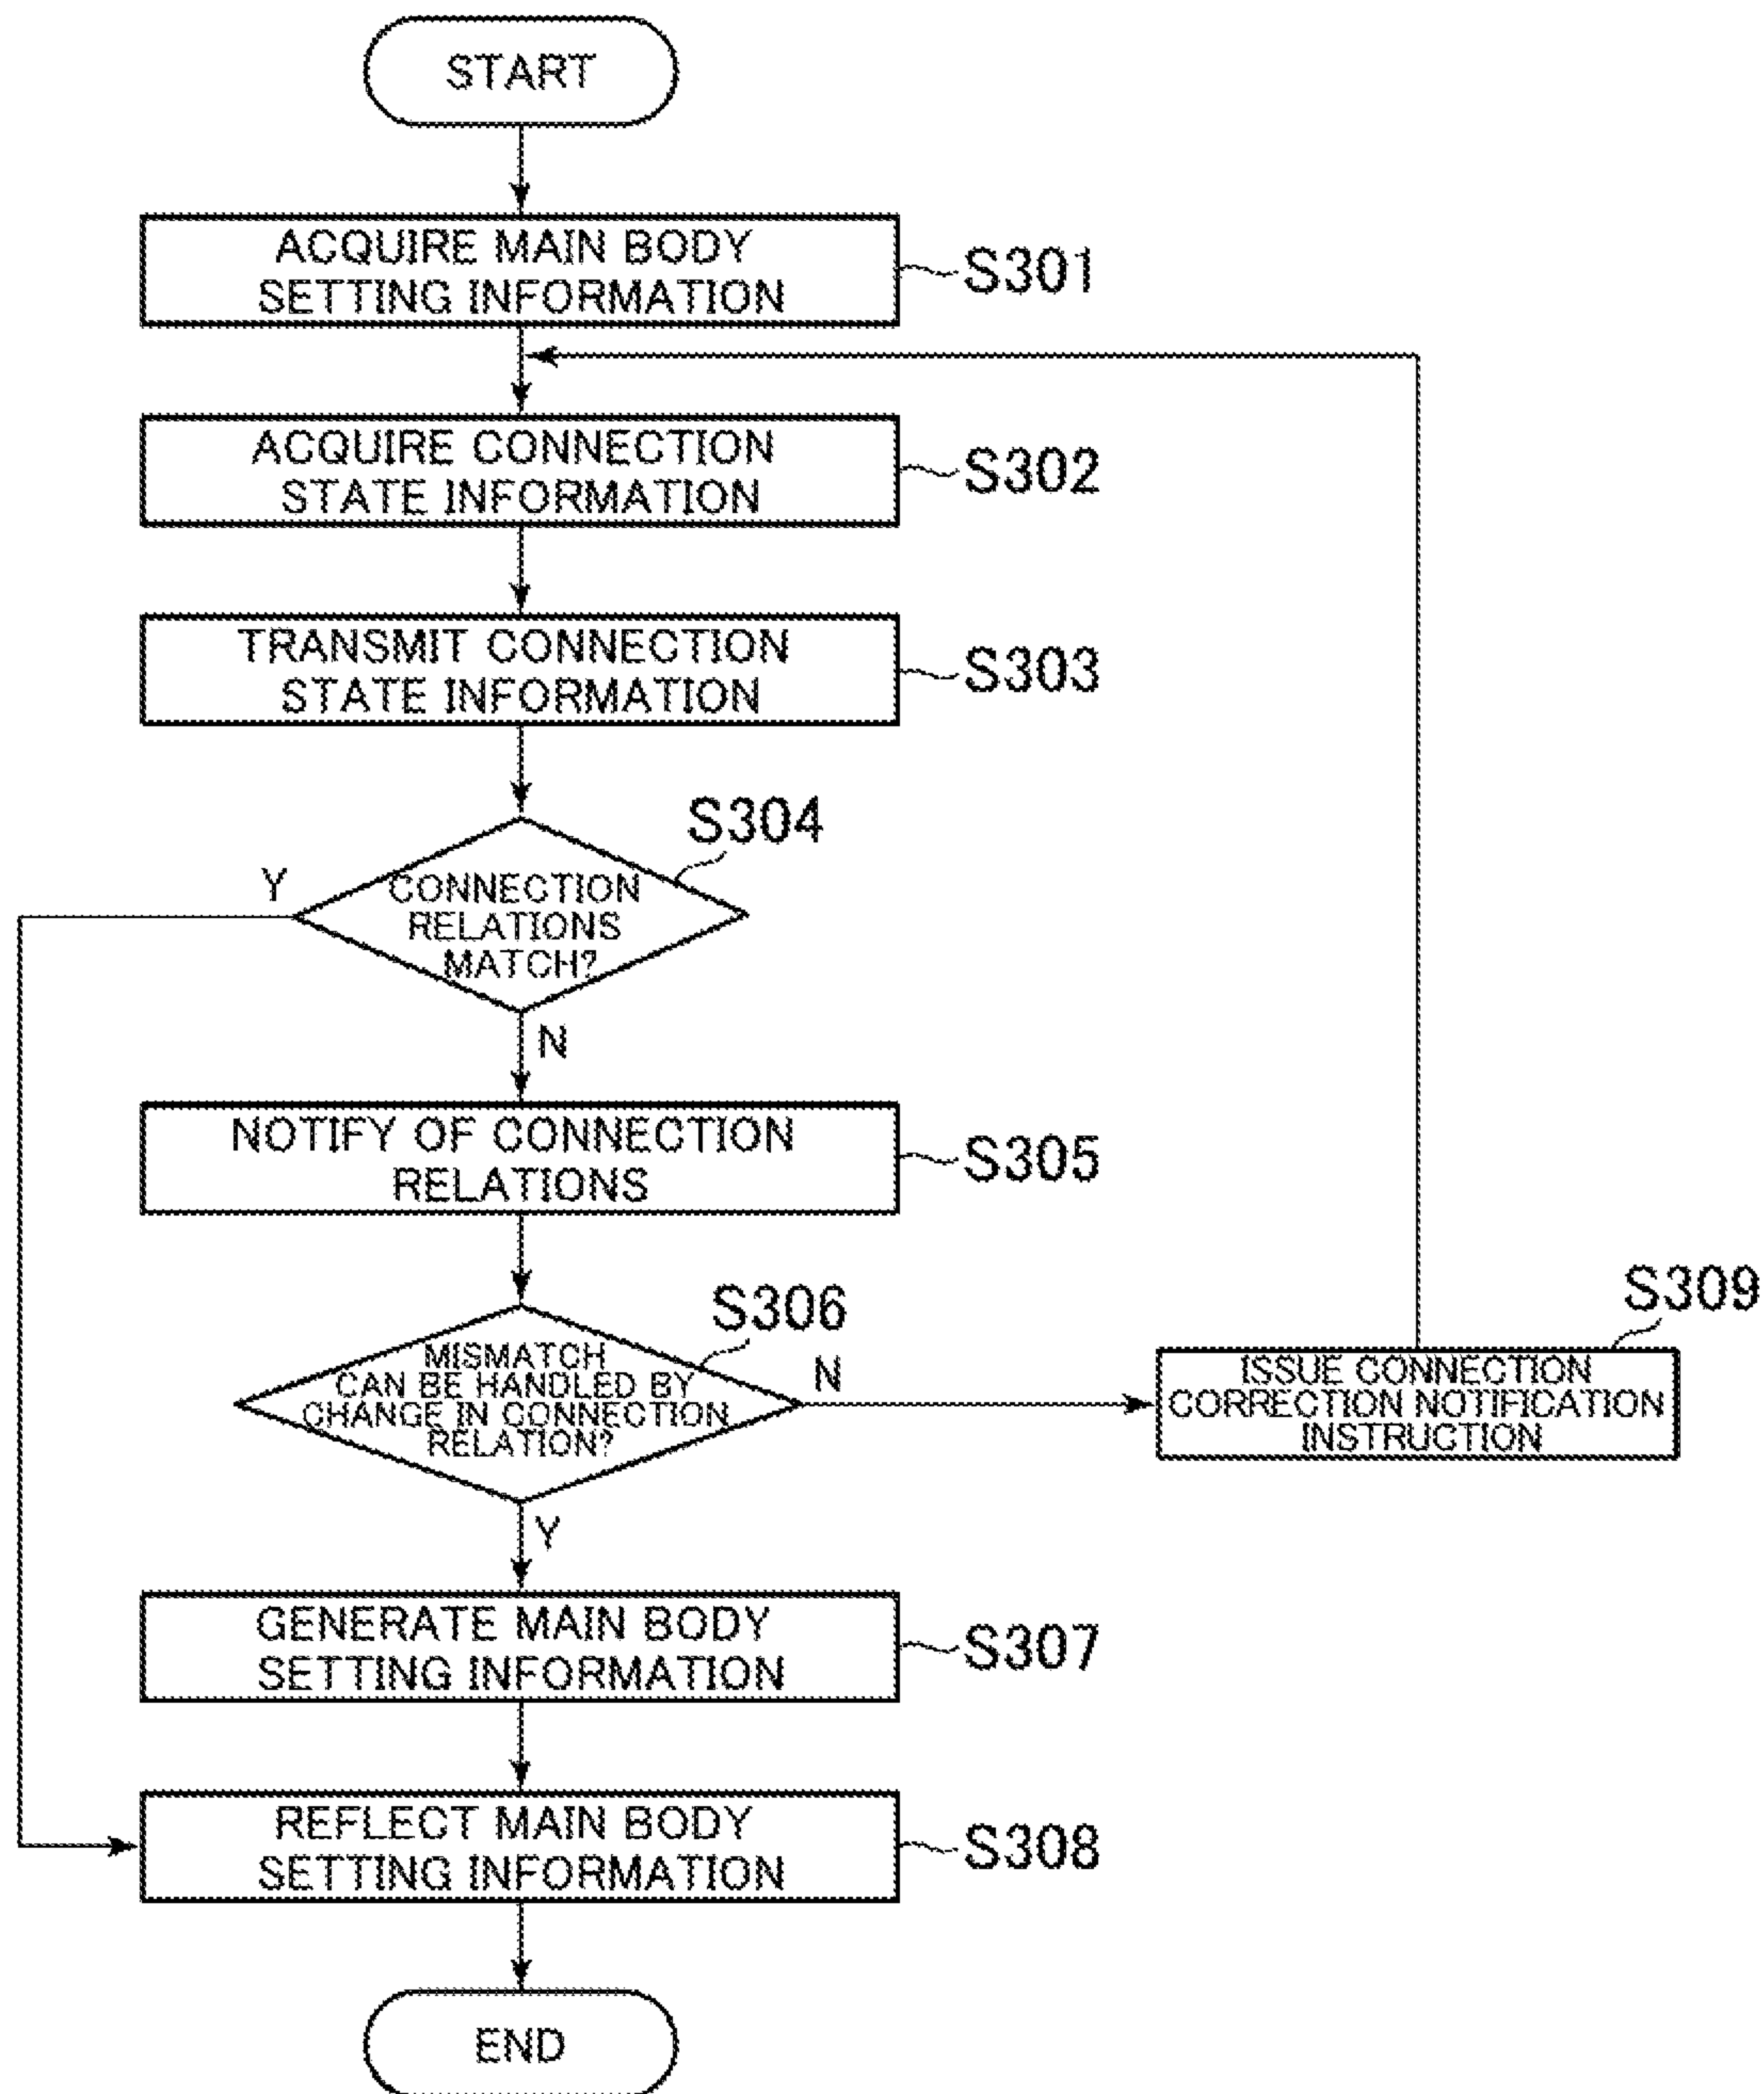 START
ACQUIRE MAIN BODY
SETTING INFORMATION
S301
ACQUIRE CONNECTION
STATE INFORMATION
S302
TRANSMIT CONNECTION
STATE INFORMATION
S303
S304
Y
CONNECTION
RELATIONS
MATCH?
N
NOTIFY OF CONNECTION
RELATIONS
S305
S306
MISMATCH
CAN BE HANDLED BY
CHANGE IN CONNECTION
RELATION?
N
S309
ISSUE CONNECTION
CORRECTION NOTIFICATION
INSTRUCTION
Y
GENERATE MAIN BODY
SETTING INFORMATION
S307
REFLECT MAIN BODY
SETTING INFORMATION
S308
END